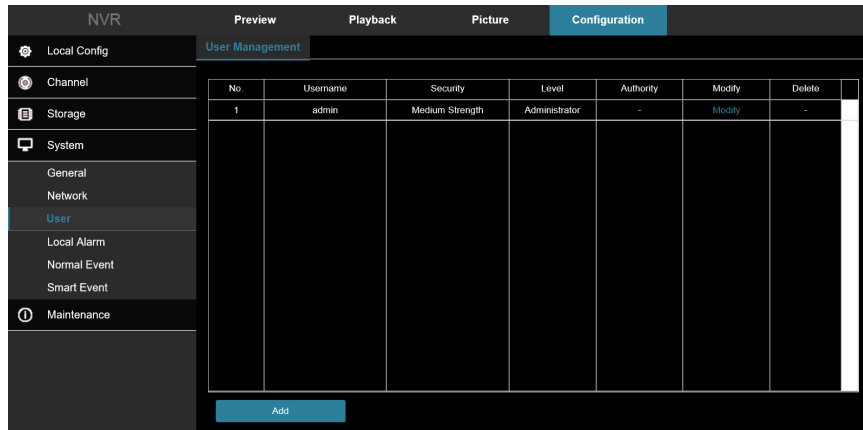 NVR Preview Playback Picture Configuration
Local Config
Channel
Storage
System
General
Network
User
Local Alarm
Normal Event
Smart Event
Maintenance
User Management
No. Username Security Level Authority Modify Delete
1 admin Medium Strength Administrator - Modify -
Add